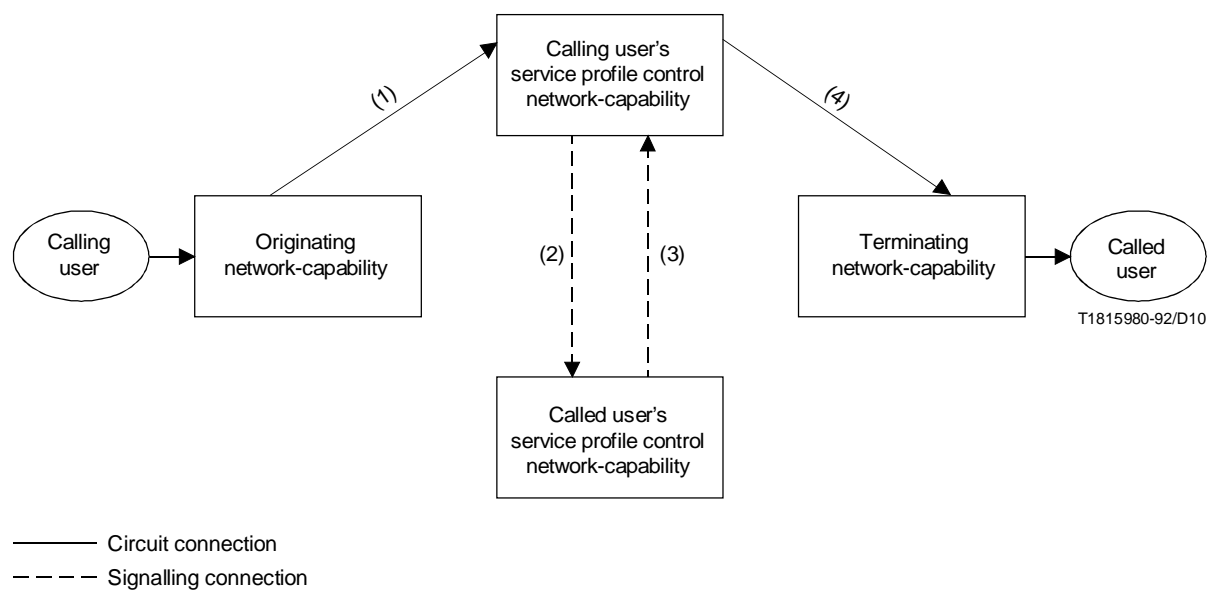 Calling user's
service profile control
network-capability
(1)
(4)
Calling
user
Originating
network-capability
(2)
(3)
Terminating
network-capability
Called
user
T1815980-92/D10
Called user's
service profile control
network-capability
Circuit connection
Signalling connection